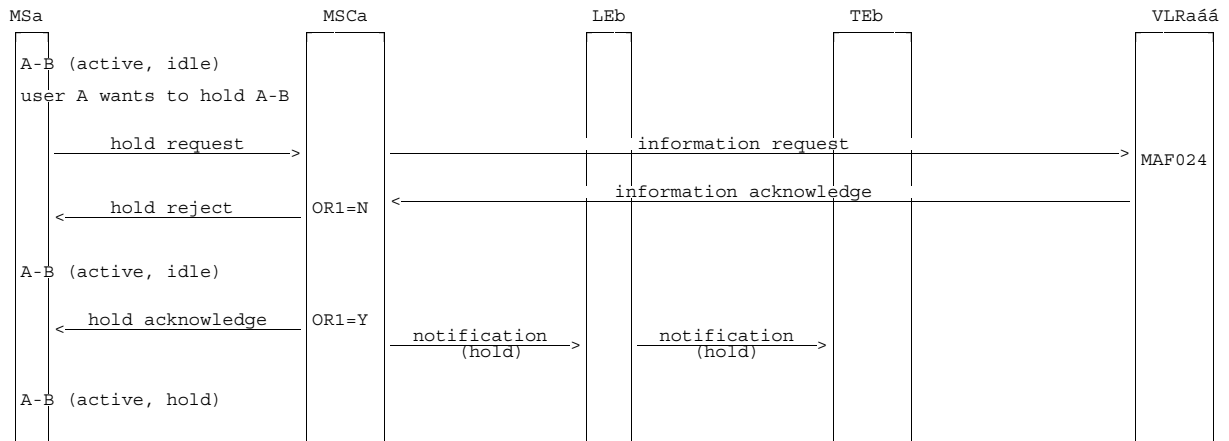 MSa MSCa LEb TEb VLRaáá
A-B (active, idle)
user A wants to hold A-B
hold request information request
MAF024
information acknowledge
hold reject OR1=N
A-B (active, idle)
hold acknowledge OR1=Y
notification notification
(hold) (hold)
A-B (active, hold)